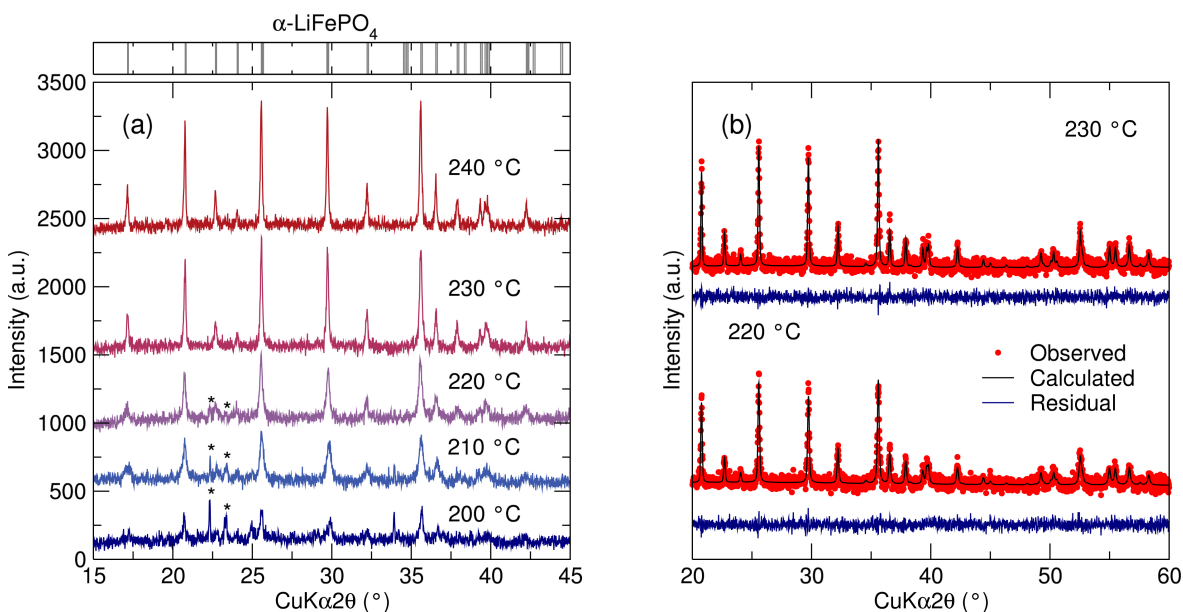 α-LiFePO4
(a)
3500
3000
2500
2000
1500
1000
500
0
Intensity (a.u.)
240 °C
230 °C
220 °C
* *
210 °C
* *
200 °C
* *
15 20 25 30 35 40 45
CuKα2θ (°)
(b)
230 °C
220 °C
Observed
Calculated
Residual
Intensity (a.u.)
20 30 40 50 60
CuKα2θ (°)